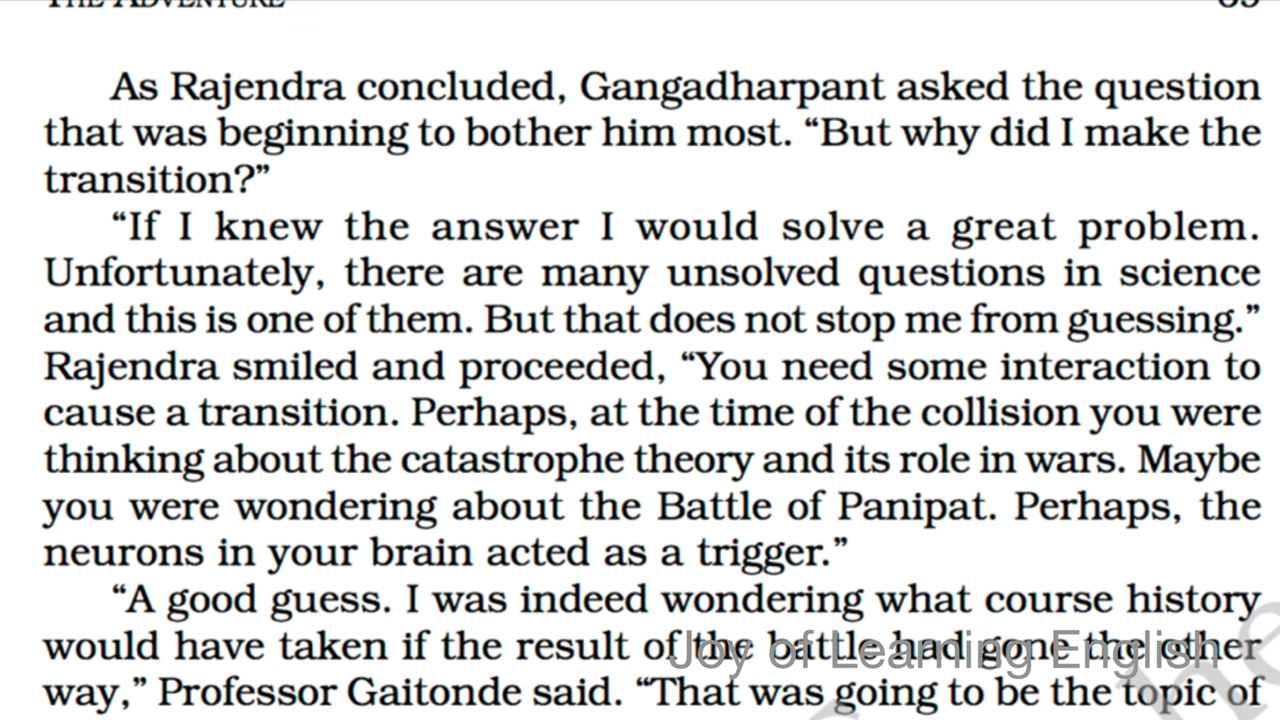 THE ADVENTURE 69
As Rajendra concluded, Gangadharpant asked the question
that was beginning to bother him most. “But why did I make the
transition?”
“If I knew the answer I would solve a great problem.
Unfortunately, there are many unsolved questions in science
and this is one of them. But that does not stop me from guessing.”
Rajendra smiled and proceeded, “You need some interaction to
cause a transition. Perhaps, at the time of the collision you were
thinking about the catastrophe theory and its role in wars. Maybe
you were wondering about the Battle of Panipat. Perhaps, the
neurons in your brain acted as a trigger.”
“A good guess. I was indeed wondering what course history
would have taken if the result of the battle had gone the other
Joy of Learning English
way,” Professor Gaitonde said. “That was going to be the topic of